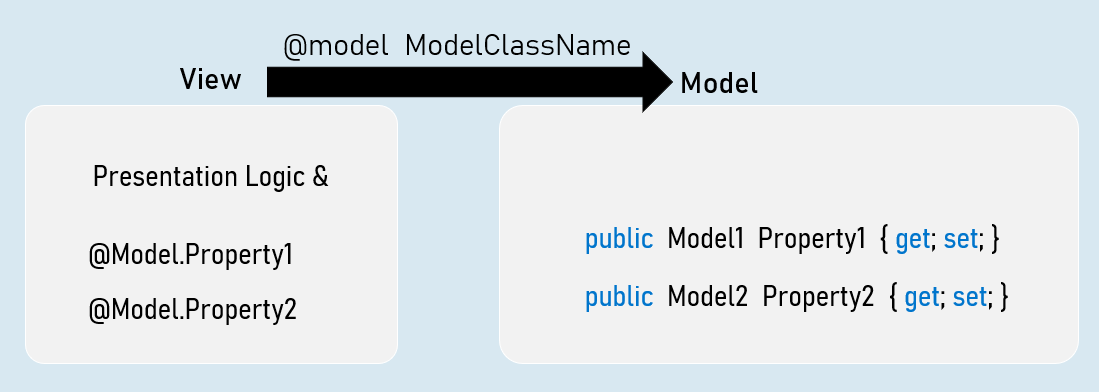 @model ModelClassName
View
Model
Presentation Logic &
@Model.Property1
@Model.Property2
public Model1 Property1 { get; set; }
public Model2 Property2 { get; set; }